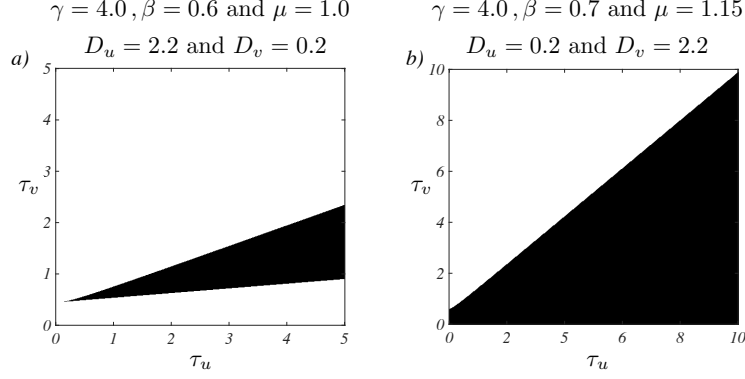 γ = 4.0 , β = 0.6 and μ = 1.0
D_u = 2.2 and D_v = 0.2
a)
5
4
3
τ_v
2
1
0
0 1 2 3 4 5
τ_u
γ = 4.0 , β = 0.7 and μ = 1.15
D_u = 0.2 and D_v = 2.2
b)
10
8
6
τ_v
4
2
0
0 2 5 6 8 10
τ_u